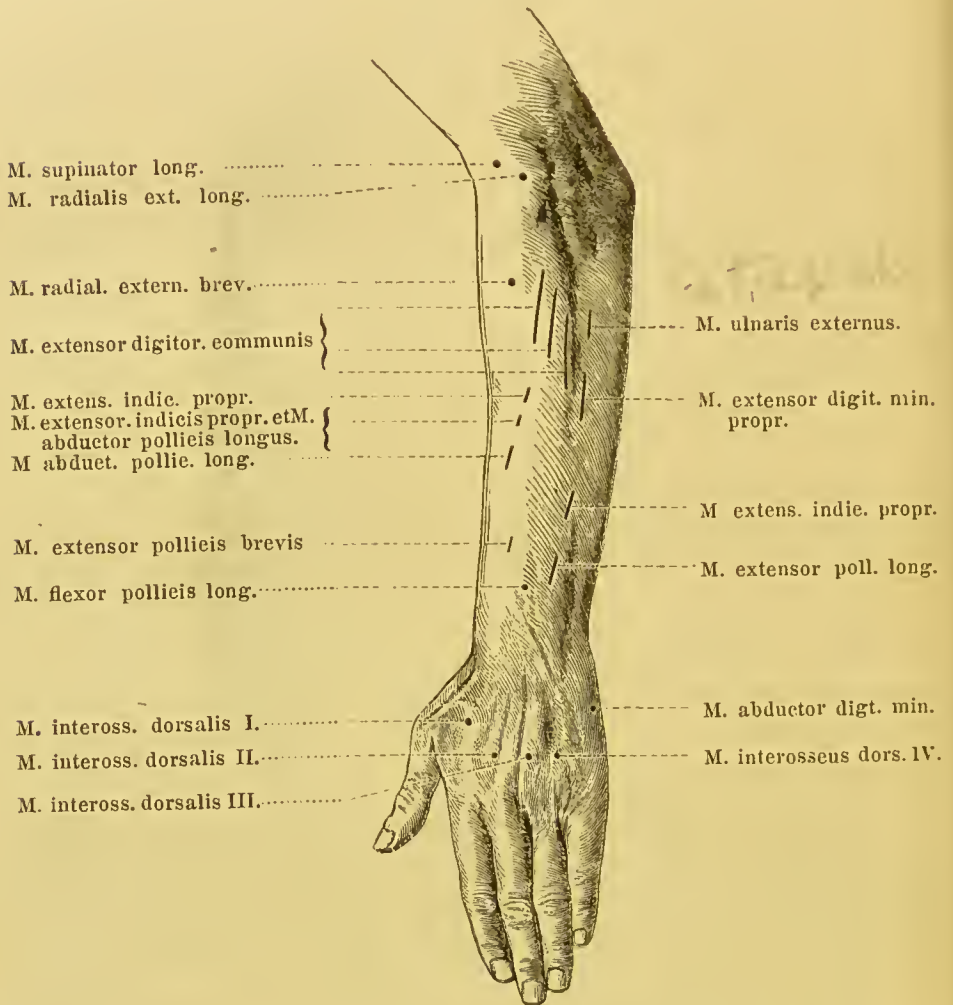 M. supinator long.
M. radialis ext. long.
M. radial. extern. brev.
M. extensor digitor. eommunis
M. extens. indie. propr.
M. extensor. indicis propr. et M.
abductor pollieis longus.
M abduet. pollie. long.
M. extensor pollieis brevis
M. flexor pollieis long.
M. inteross. dorsalis I.
M. inteross. dorsalis II.
M. inteross. dorsalis III.
M. ulnaris externus.
M. extensor digit. min.
propr.
M extens. indie. propr.
M. extensor poll. long.
M. abductor digt. min.
M. interosseus dors. IV.